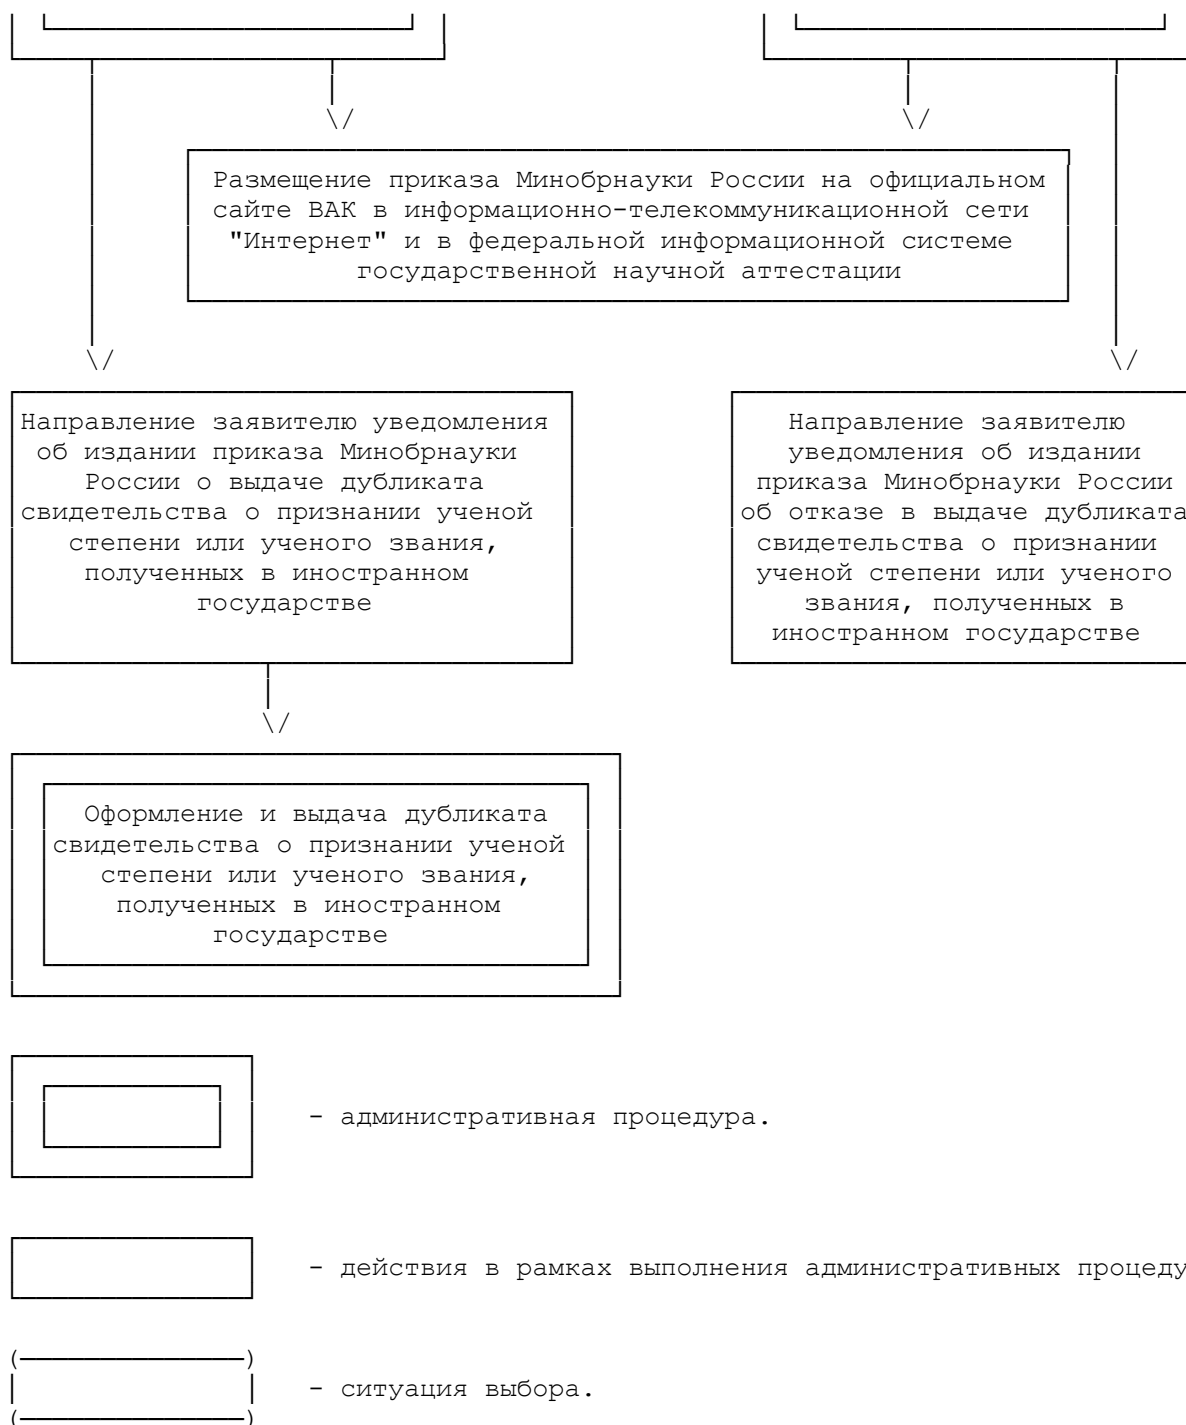 Размещение приказа Минобрнауки России на официальном
сайте ВАК в информационно-телекоммуникационной сети
"Интернет" и в федеральной информационной системе
государственной научной аттестации
Направление заявителю уведомления
об издании приказа Минобрнауки
России о выдаче дубликата
свидетельства о признании ученой
степени или ученого звания,
полученных в иностранном
государстве
Направление заявителю
уведомления об издании
приказа Минобрнауки России
об отказе в выдаче дубликата
свидетельства о признании
ученой степени или ученого
звания, полученных в
иностранном государстве
Оформление и выдача дубликата
свидетельства о признании ученой
степени или ученого звания,
полученных в иностранном
государстве
- административная процедура.
- действия в рамках выполнения административных процеду
- ситуация выбора.